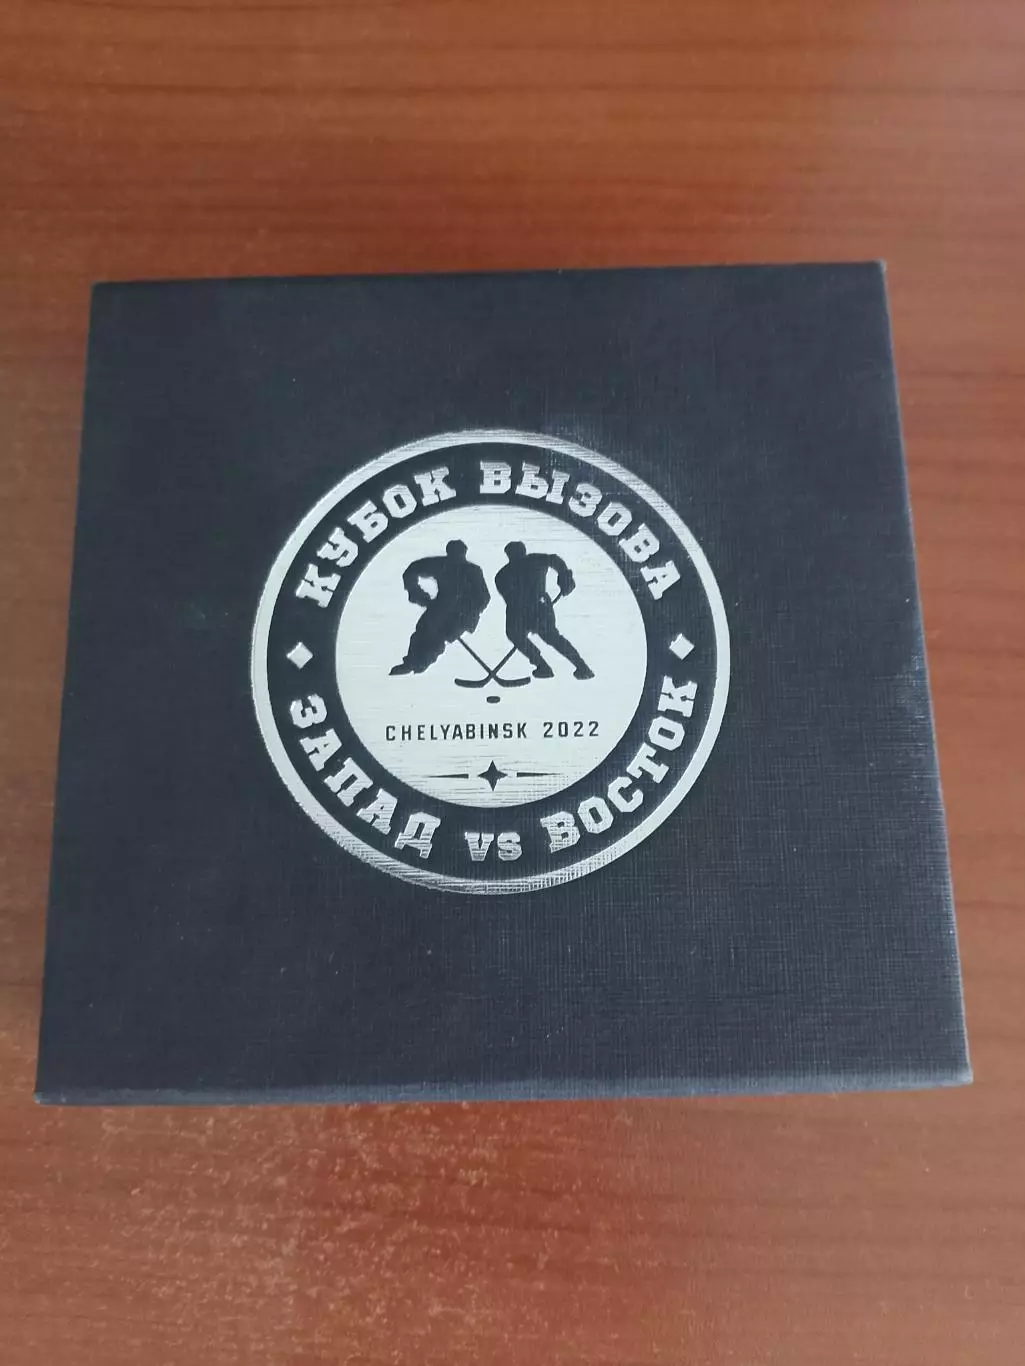 КУБОК ВЫЗОВА
CHELYABINSK 2022
ЗАПАД VS ВОСТОК